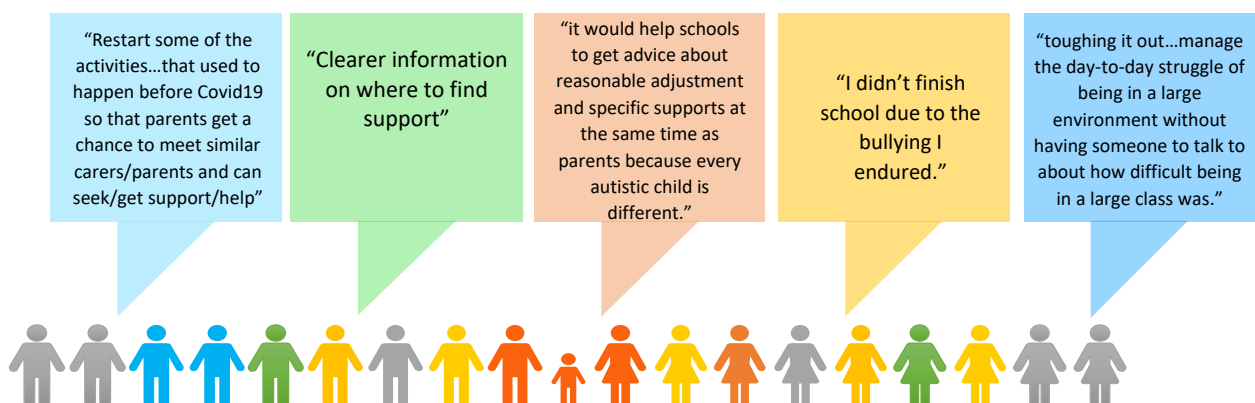 “Restart some of the
activities...that used to
happen before Covid19
so that parents get a
chance to meet similar
carers/parents and can
seek/get support/help”
“Clearer information
on where to find
support”
“it would help schools
to get advice about
reasonable adjustment
and specific supports at
the same time as
parents because every
autistic child is
different.”
“I didn’t finish
school due to the
bullying I
endured.”
“toughing it out...manage
the day-to-day struggle of
being in a large
environment without
having someone to talk to
about how difficult being
in a large class was.”